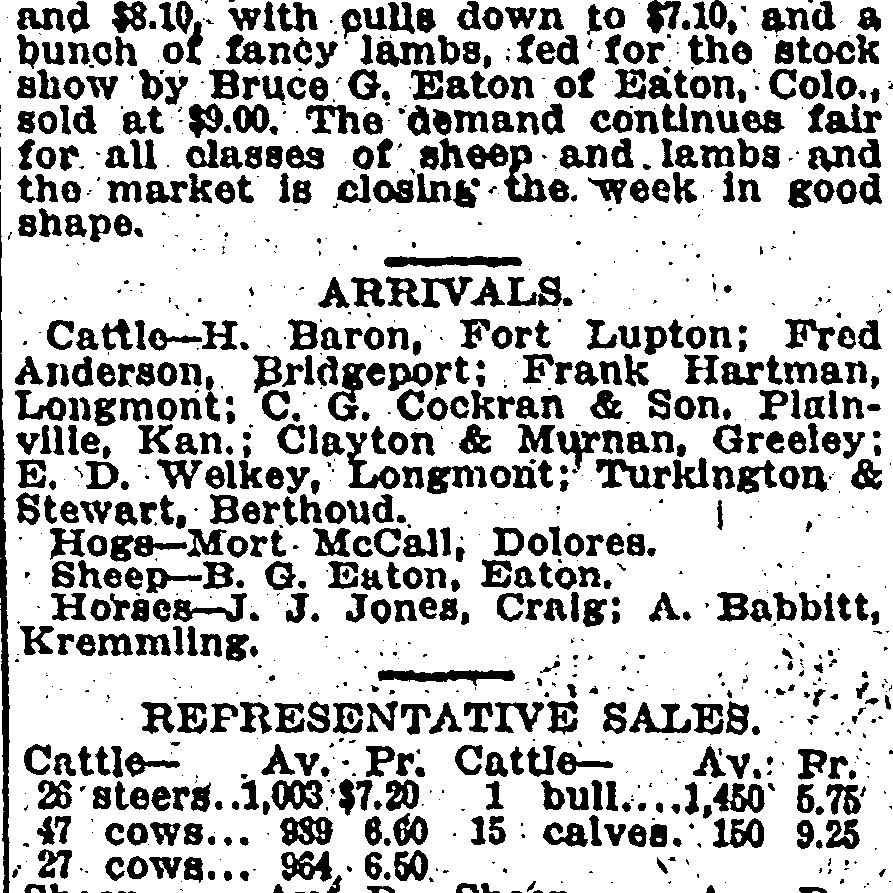 and $8.10, with culls down to $7.10, and a
bunch of fancy lambs, fed for the stock
show by Bruce G. Eaton of Eaton, Colo.,
sold at $9.00. The demand continues fair
for all classes of sheep and lambs and
the market is closing the week in good
shape.
ARRIVALS.
Cattle—H. Baron, Fort Lupton; Fred
Anderson, Bridgeport; Frank Hartman,
Longmont; C. G. Cockran & Son, Plain-
ville, Kan.; Clayton & Murnan, Greeley;
E. D. Welkey, Longmont; Turkington &
Stewart, Berthoud.
Hogs—Mort McCall, Dolores.
Sheep—B. G. Eaton, Eaton.
Horses—J. J. Jones, Craig; A. Babbitt,
Kremmling.
REPRESENTATIVE SALES.
Cattle— Av. Pr. Cattle— Av. Pr.
26 steers..1,003 $7.20 1 bull....1,450 5.75
47 cows... 989 6.60 15 calves. 150 9.25
27 cows... 964 6.50